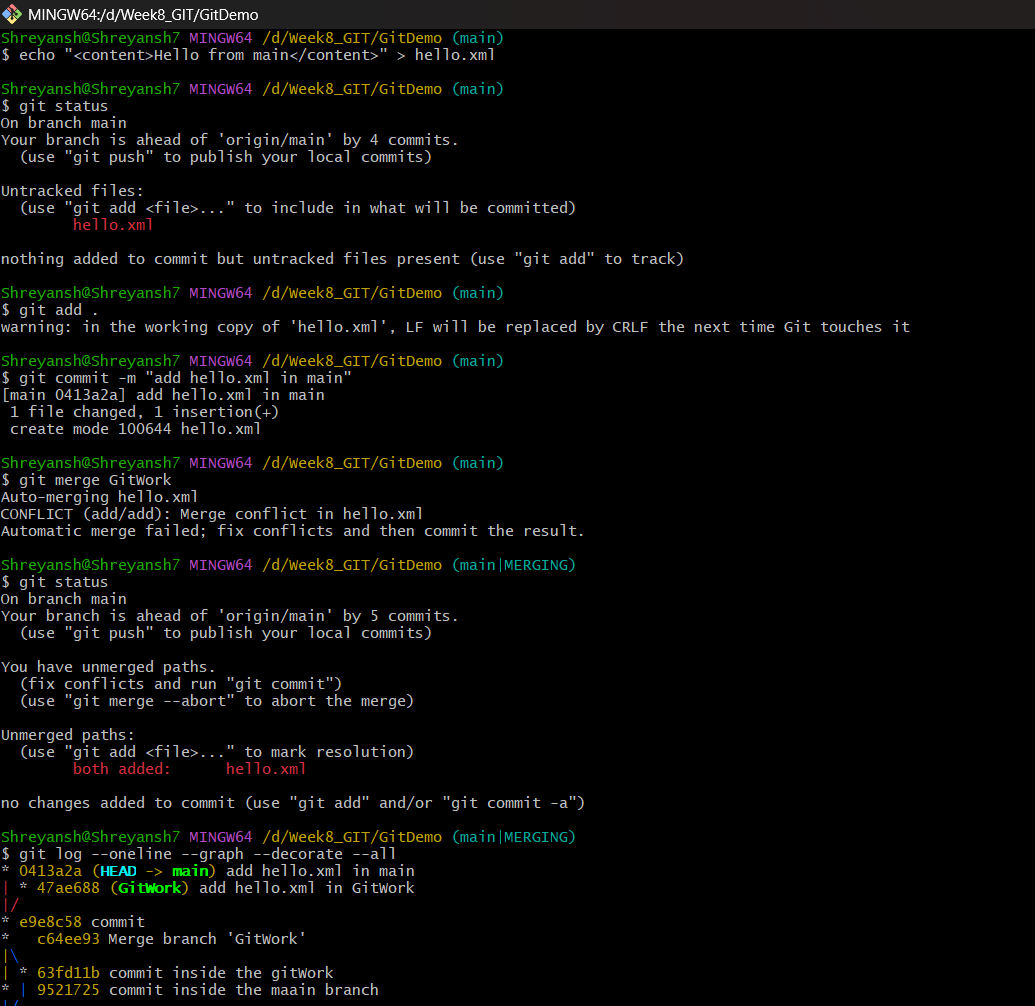 MINGW64:/d/Week8_GIT/GitDemo
Shreyansh@Shreyansh7 MINGW64 /d/Week8_GIT/GitDemo (main)
$ echo "<content>Hello from main</content>" > hello.xml
Shreyansh@Shreyansh7 MINGW64 /d/Week8_GIT/GitDemo (main)
$ git status
On branch main
Your branch is ahead of 'origin/main' by 4 commits.
  (use "git push" to publish your local commits)
Untracked files:
  (use "git add <file>..." to include in what will be committed)
        hello.xml
nothing added to commit but untracked files present (use "git add" to track)
Shreyansh@Shreyansh7 MINGW64 /d/Week8_GIT/GitDemo (main)
$ git add .
warning: in the working copy of 'hello.xml', LF will be replaced by CRLF the next time Git touches it
Shreyansh@Shreyansh7 MINGW64 /d/Week8_GIT/GitDemo (main)
$ git commit -m "add hello.xml in main"
[main 0413a2a] add hello.xml in main
 1 file changed, 1 insertion(+)
 create mode 100644 hello.xml
Shreyansh@Shreyansh7 MINGW64 /d/Week8_GIT/GitDemo (main)
$ git merge GitWork
Auto-merging hello.xml
CONFLICT (add/add): Merge conflict in hello.xml
Automatic merge failed; fix conflicts and then commit the result.
Shreyansh@Shreyansh7 MINGW64 /d/Week8_GIT/GitDemo (main|MERGING)
$ git status
On branch main
Your branch is ahead of 'origin/main' by 5 commits.
  (use "git push" to publish your local commits)
You have unmerged paths.
  (fix conflicts and run "git commit")
  (use "git merge --abort" to abort the merge)
Unmerged paths:
  (use "git add <file>..." to mark resolution)
        both added:      hello.xml
no changes added to commit (use "git add" and/or "git commit -a")
Shreyansh@Shreyansh7 MINGW64 /d/Week8_GIT/GitDemo (main|MERGING)
$ git log --oneline --graph --decorate --all
* 0413a2a (HEAD -> main) add hello.xml in main
| * 47ae688 (GitWork) add hello.xml in GitWork
|/
* e9e8c58 commit
*   c64ee93 Merge branch 'GitWork'
|\
| * 63fd11b commit inside the gitWork
* | 9521725 commit inside the maain branch
|/